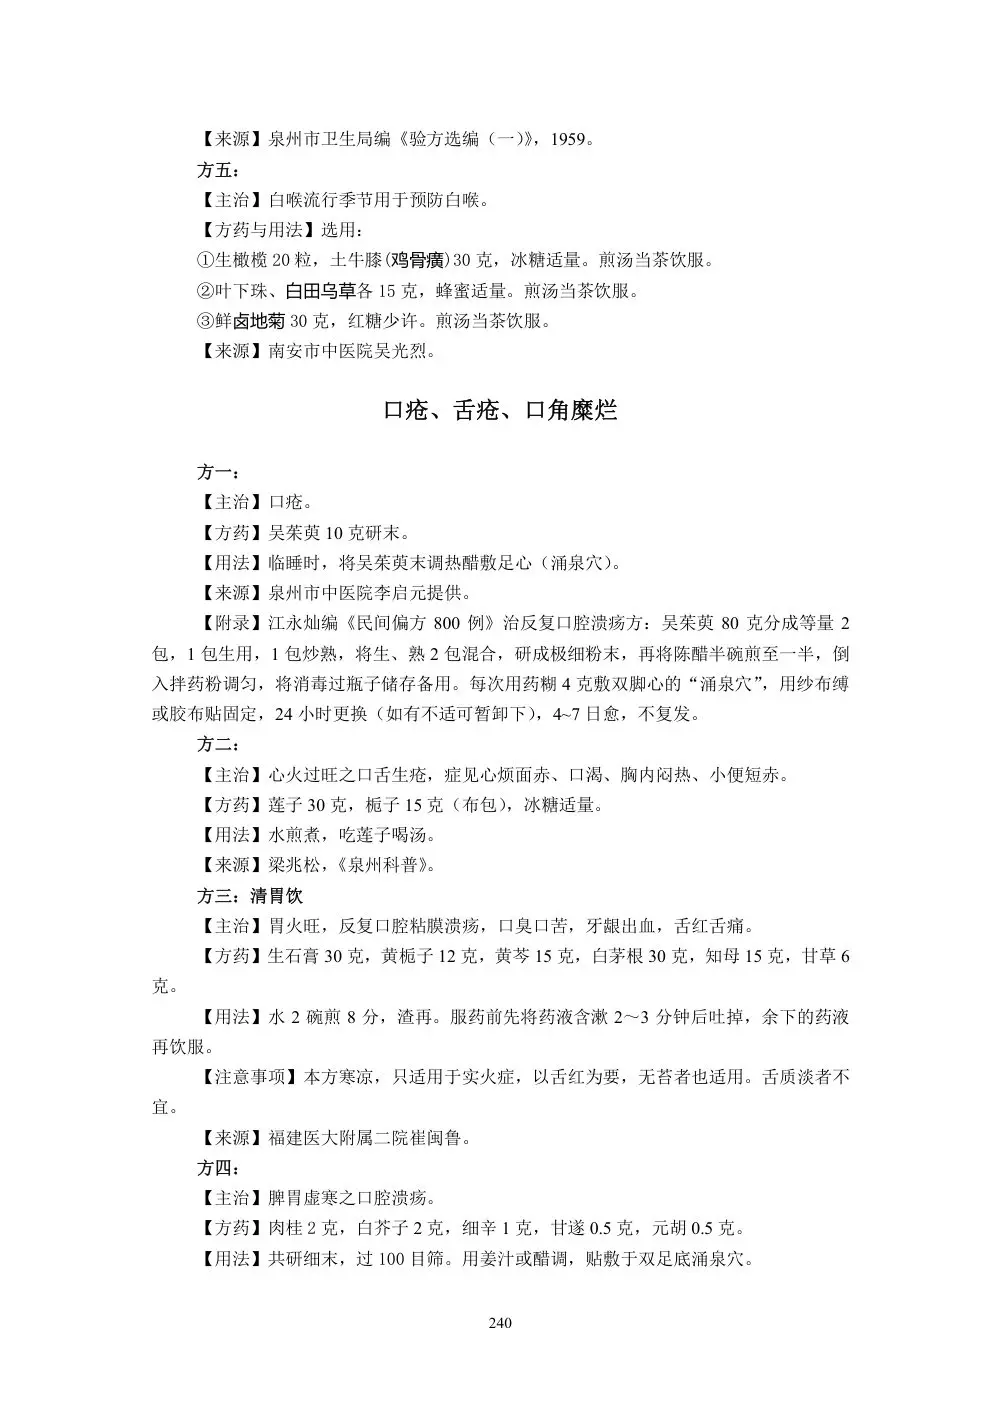 【来源】泉州市卫生局编《验方选编（一）》，1959。
方五：
【主治】白喉流行季节用于预防白喉。
【方药与用法】选用：
①生橄榄 20 粒，土牛膝(鸡骨癀)30 克，冰糖适量。煎汤当茶饮服。
②叶下珠、白田乌草各 15 克，蜂蜜适量。煎汤当茶饮服。
③鲜卤地菊 30 克，红糖少许。煎汤当茶饮服。
【来源】南安市中医院吴光烈。
口疮、舌疮、口角糜烂
方一：
【主治】口疮。
【方药】吴茱萸 10 克研末。
【用法】临睡时，将吴茱萸末调热醋敷足心（涌泉穴）。
【来源】泉州市中医院李启元提供。
【附录】江永灿编《民间偏方 800 例》治反复口腔溃疡方：吴茱萸 80 克分成等量 2
包，1 包生用，1 包炒熟，将生、熟 2 包混合，研成极细粉末，再将陈醋半碗煎至一半，倒
入拌药粉调匀，将消毒过瓶子储存备用。每次用药糊 4 克敷双脚心的“涌泉穴”，用纱布缚
或胶布贴固定，24 小时更换（如有不适可暂卸下），4~7 日愈，不复发。
方二：
【主治】心火过旺之口舌生疮，症见心烦面赤、口渴、胸内闷热、小便短赤。
【方药】莲子 30 克，栀子 15 克（布包），冰糖适量。
【用法】水煎煮，吃莲子喝汤。
【来源】梁兆松，《泉州科普》。
方三：清胃饮
【主治】胃火旺，反复口腔粘膜溃疡，口臭口苦，牙龈出血，舌红舌痛。
【方药】生石膏 30 克，黄栀子 12 克，黄芩 15 克，白茅根 30 克，知母 15 克，甘草 6
克。
【用法】水 2 碗煎 8 分，渣再。服药前先将药液含漱 2～3 分钟后吐掉，余下的药液
再饮服。
【注意事项】本方寒凉，只适用于实火症，以舌红为要，无苔者也适用。舌质淡者不
宜。
【来源】福建医大附属二院崔闽鲁。
方四：
【主治】脾胃虚寒之口腔溃疡。
【方药】肉桂 2 克，白芥子 2 克，细辛 1 克，甘遂 0.5 克，元胡 0.5 克。
【用法】共研细末，过 100 目筛。用姜汁或醋调，贴敷于双足底涌泉穴。
240